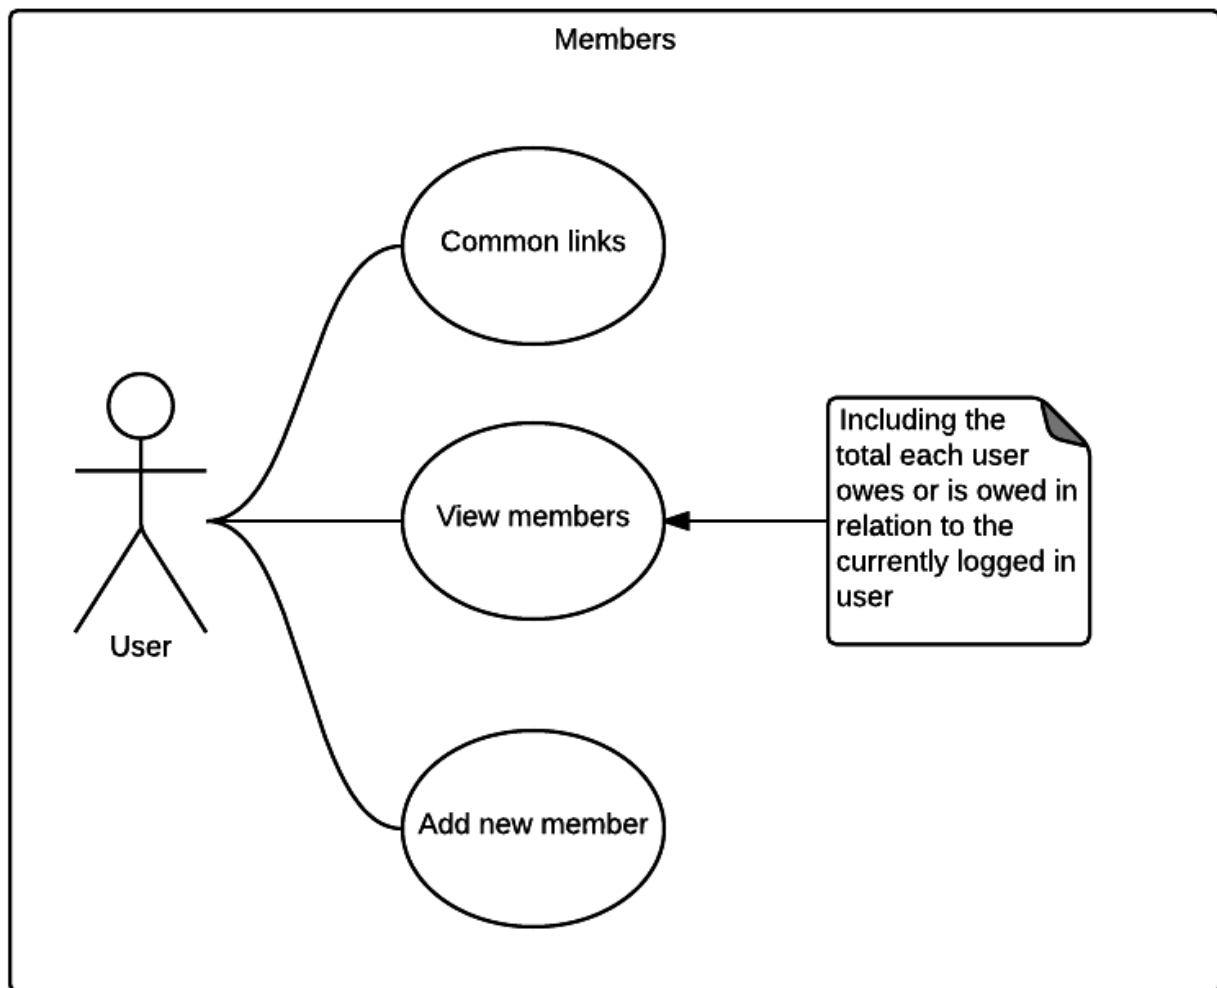 Members
Common links
Including the
total each user
owes or is owed in
relation to the
currently logged in
user
View members
User
Add new member